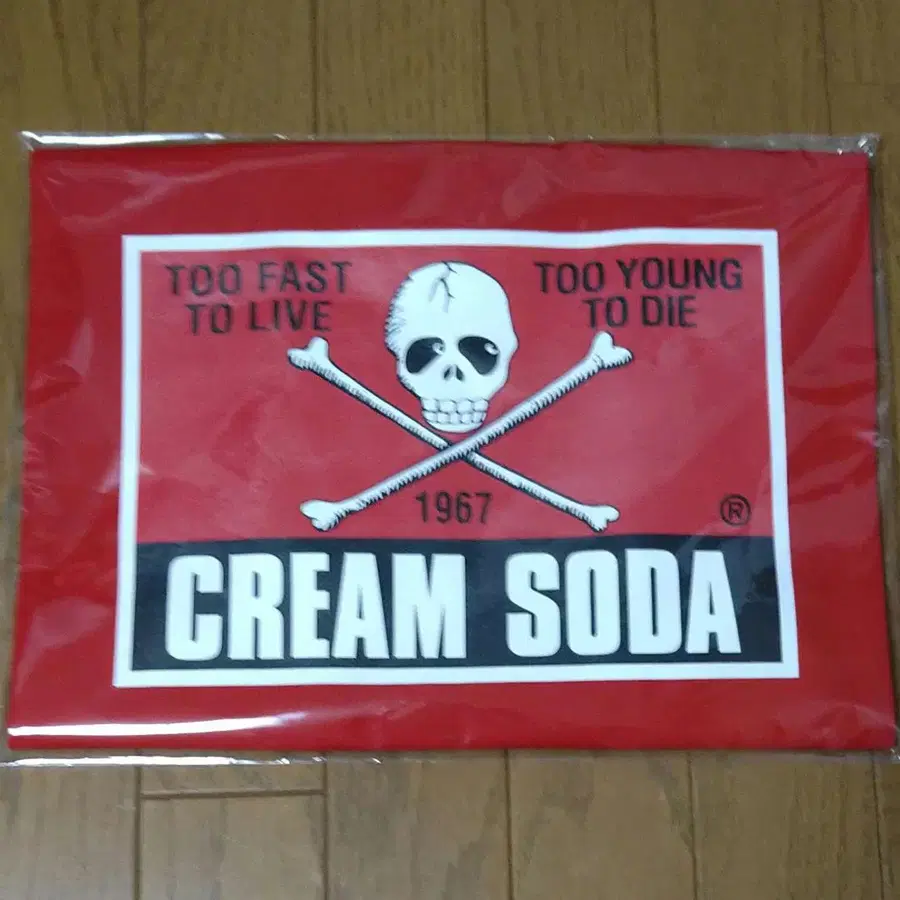 TOO FAST
TO LIVE
TOO YOUNG
TO DIE
1967
®
CREAM SODA